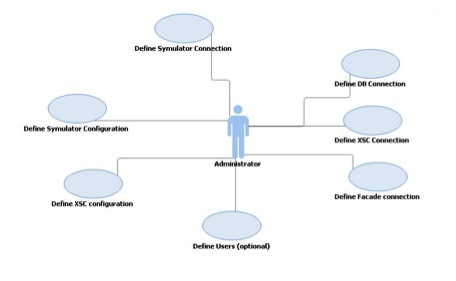 Define Symulator Connection
Define DB Connection
Define Symulator Configuration
Define XSC Connection
Administrator
Define XSC configuration
Define Facade connection
Define Users (optional)